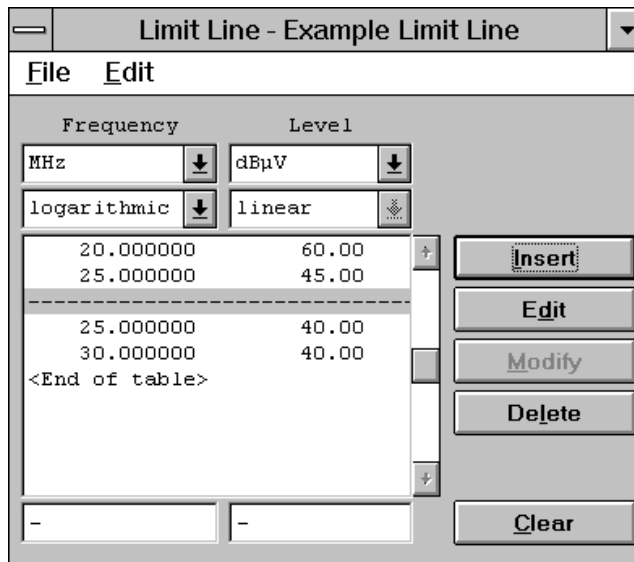 Limit Line - Example Limit Line
File Edit
Frequency Level
MHz dBµV
logarithmic linear
20.000000 60.00
25.000000 45.00
Insert
---------------------------------
Edit
25.000000 40.00
30.000000 40.00
Modify
<End of table>
Delete
- -
Clear